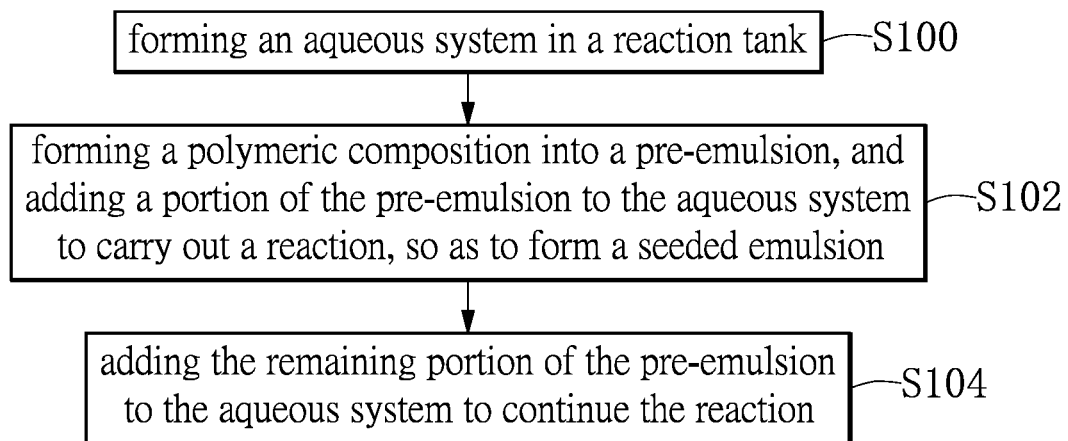 forming an aqueous system in a reaction tank
S100
forming a polymeric composition into a pre-emulsion, and
adding a portion of the pre-emulsion to the aqueous system
to carry out a reaction, so as to form a seeded emulsion
S102
adding the remaining portion of the pre-emulsion
to the aqueous system to continue the reaction
S104